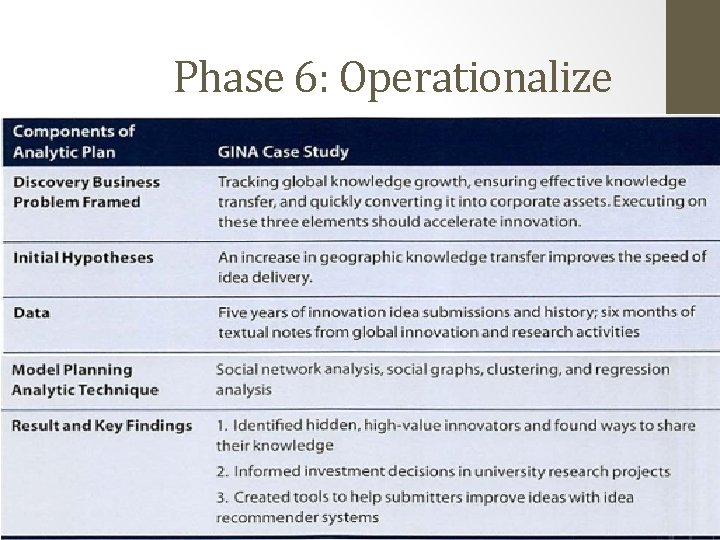 Phase 6: Operationalize
Components of
Analytic Plan
GINA Case Study
Discovery Business
Problem Framed
Tracking global knowledge growth, ensuring effective knowledge
transfer, and quickly converting it into corporate assets. Executing on
these three elements should accelerate innovation.
Initial Hypotheses
An increase in geographic knowledge transfer improves the speed of
idea delivery.
Data
Five years of innovation idea submissions and history; six months of
textual notes from global innovation and research activities
Model Planning
Analytic Technique
Social network analysis, social graphs, clustering, and regression
analysis
Result and Key Findings
1. Identified hidden, high-value innovators and found ways to share
their knowledge
2. Informed investment decisions in university research projects
3. Created tools to help submitters improve ideas with idea
recommender systems